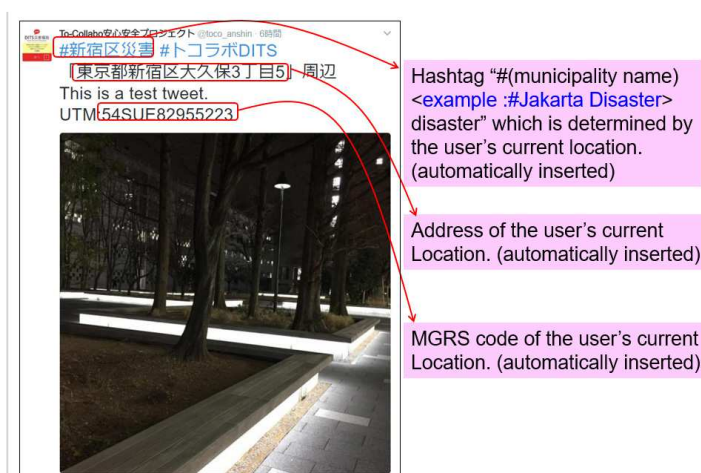 To-Collabo安心安全プロジェクト @toco_anshin · 6時間
#新宿区災害 #トコラボDITS
「東京都新宿区大久保3丁目5」周辺
This is a test tweet.
UTM:54SUE82955223
Hashtag “#(municipality name)
<example :#Jakarta Disaster>
disaster” which is determined by
the user’s current location.
(automatically inserted)
Address of the user’s current
Location. (automatically inserted)
MGRS code of the user’s current
Location. (automatically inserted)